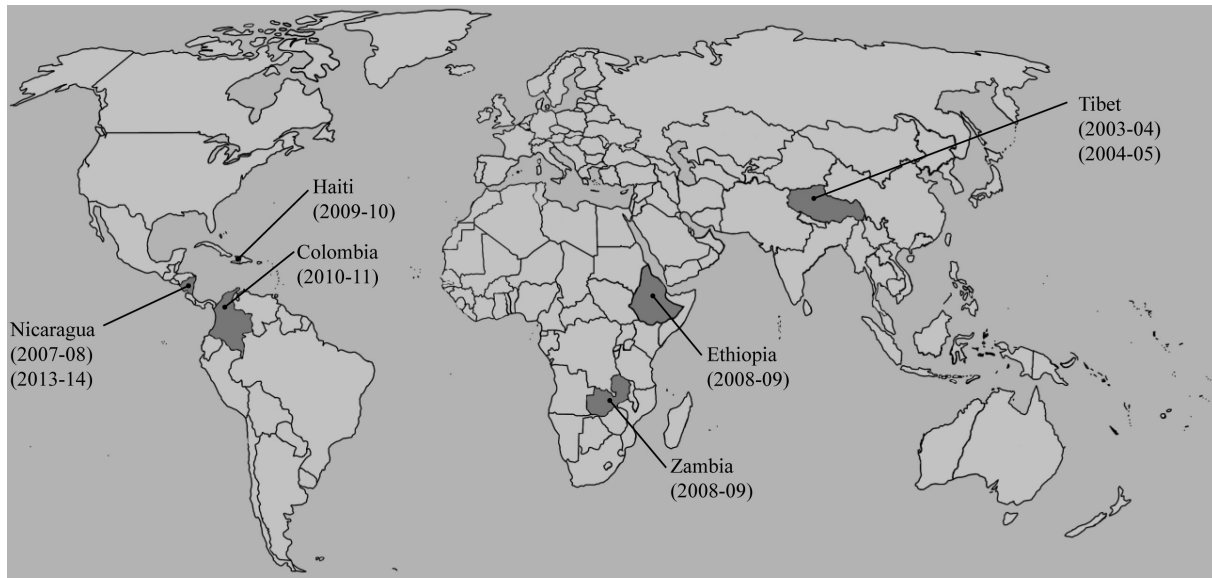 Tibet
(2003-04)
(2004-05)
Haiti
(2009-10)
Colombia
(2010-11)
Nicaragua
(2007-08)
(2013-14)
Ethiopia
(2008-09)
Zambia
(2008-09)